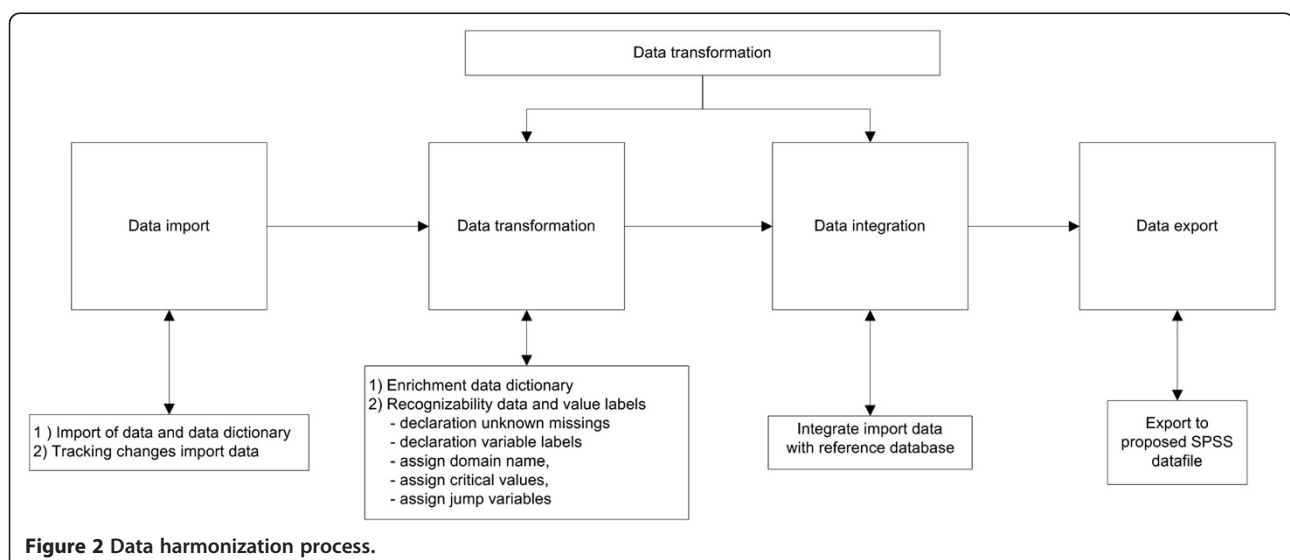 Data transformation
Data import
Data transformation
Data integration
Data export
1 ) Import of data and data dictionary
2) Tracking changes import data
1) Enrichment data dictionary
2) Recognizability data and value labels
- declaration unknown missings
- declaration variable labels
- assign domain name,
- assign critical values,
- assign jump variables
Integrate import data
with reference database
Export to
proposed SPSS
datafile
Figure 2 Data harmonization process.